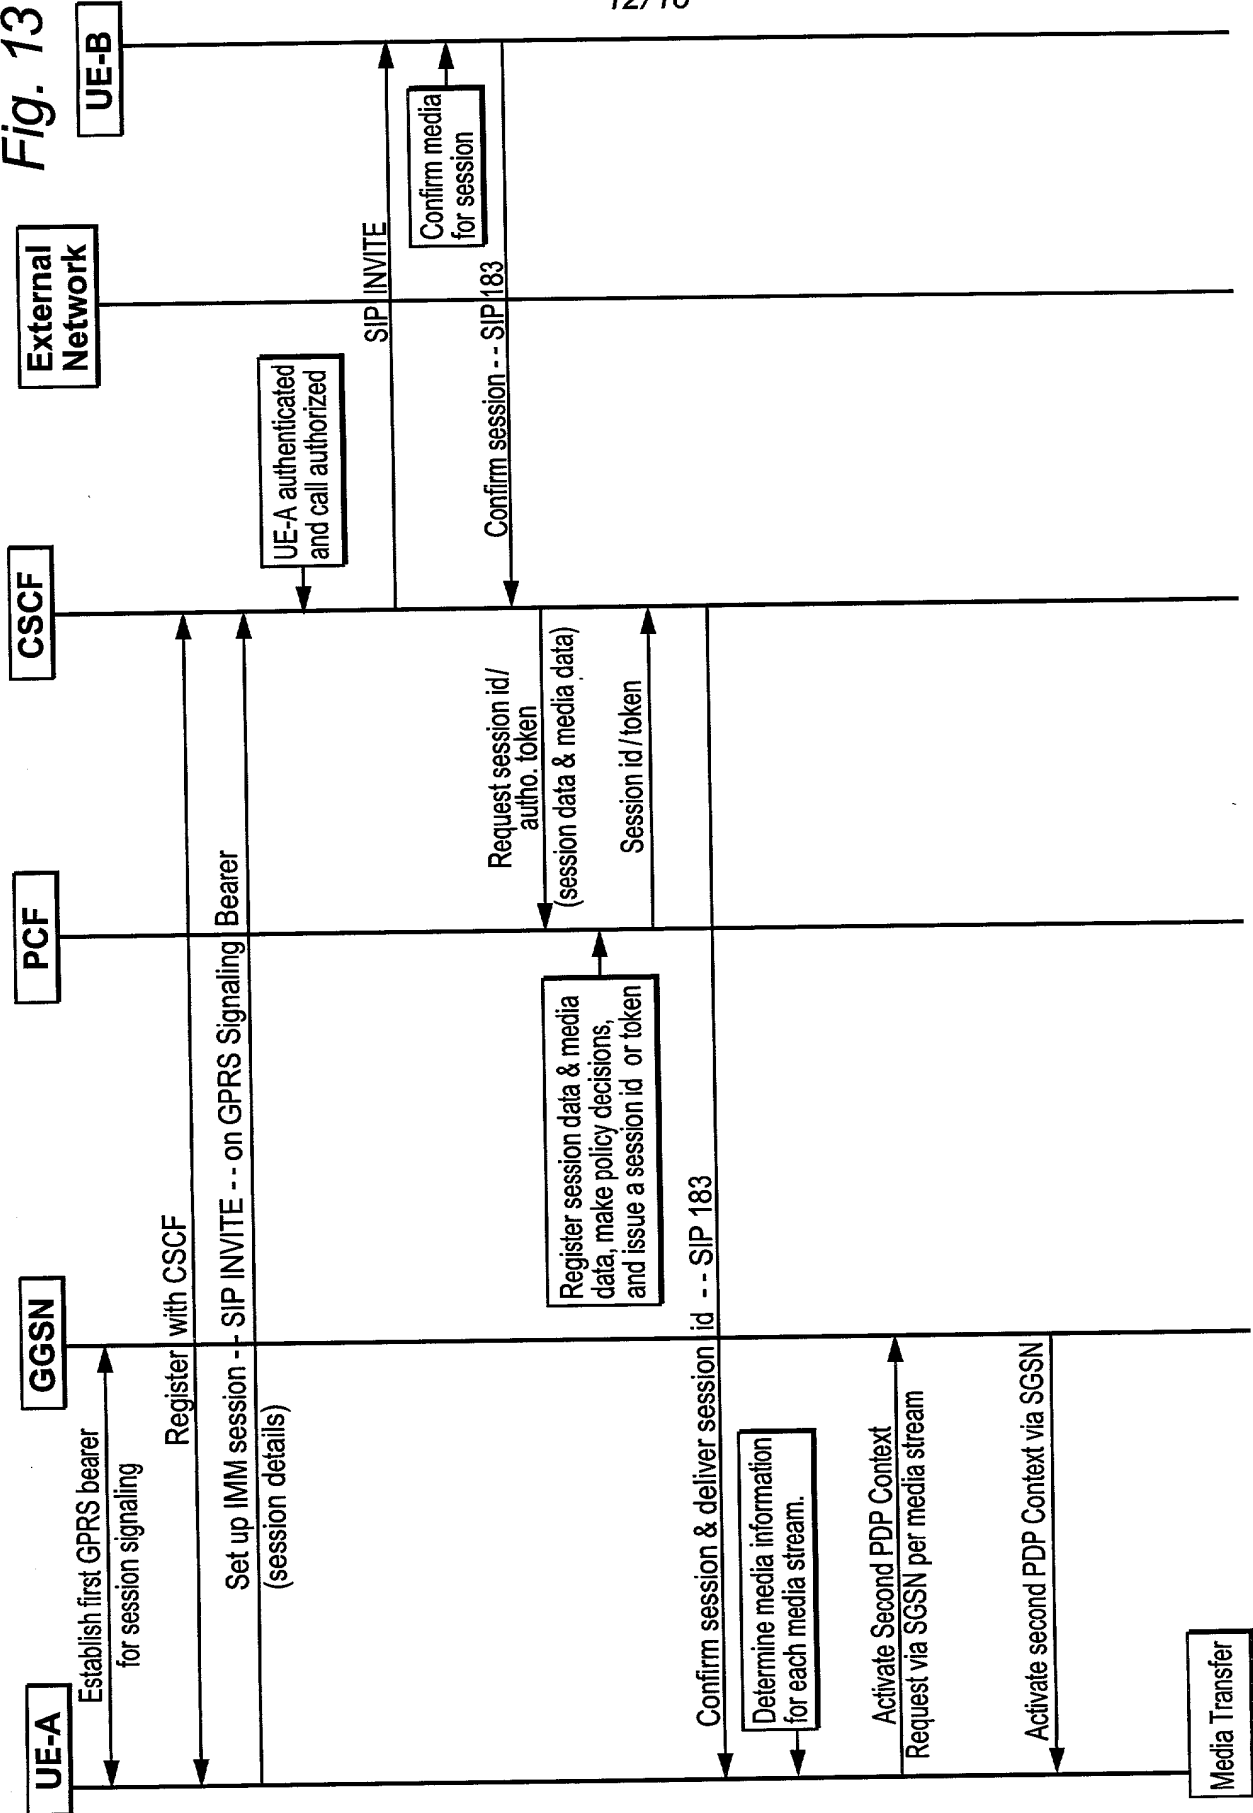 12/16
Fig. 13
UE-A
GGSN
PCF
CSCF
External
Network
UE-B
Establish first GPRS bearer
for session signaling
Register with CSCF
Set up IMM session - - SIP INVITE - - on GPRS Signaling Bearer
(session details)
UE-A authenticated
and call authorized
SIP INVITE
Confirm media
for session
Confirm session - - SIP 183
Request session id/
autho. token
(session data & media data)
Register session data & media
data, make policy decisions,
and issue a session id or token
Session id/token
Confirm session & deliver session id - - SIP 183
Determine media information
for each media stream.
Activate Second PDP Context
Request via SGSN per media stream
Activate second PDP Context via SGSN
Media Transfer